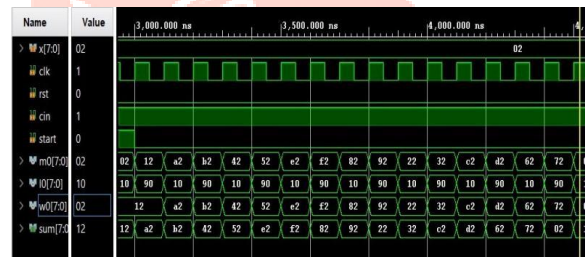 Name Value 3,000.000 ns 3,500.000 ns 4,000.000 ns
x[7:0] 02 02
clk 1
rst 0
cin 1
start 0
m0[7:0] 02 02 12 a2 b2 42 52 e2 f2 82 92 22 32 c2 d2 62 72
l0[7:0] 10 10 90 10 90 10 90 10 90 10 90 10 90 10 90 10 90
w0[7:0] 02 12 a2 b2 42 52 e2 f2 82 92 22 32 c2 d2 62 72
sum[7:0 12 12 a2 b2 42 52 e2 f2 82 92 22 32 c2 d2 62 72 02